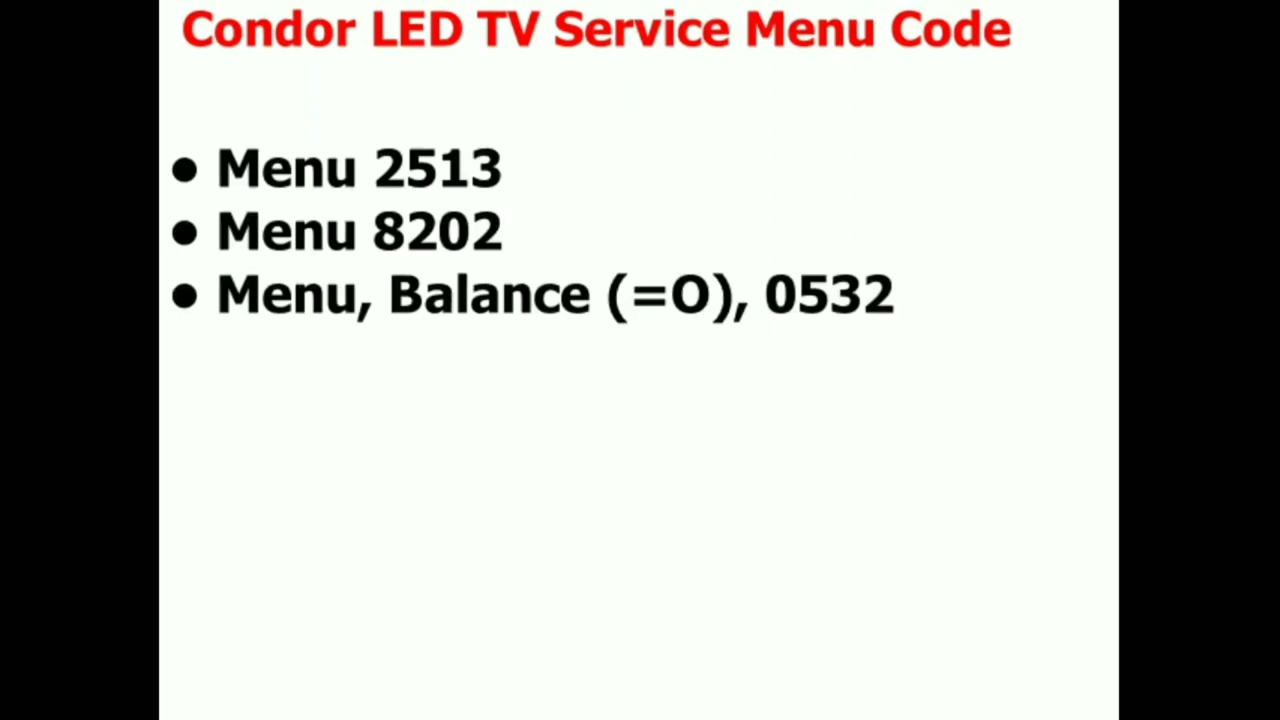 Condor LED TV Service Menu Code
● Menu 2513
● Menu 8202
● Menu, Balance (=O), 0532